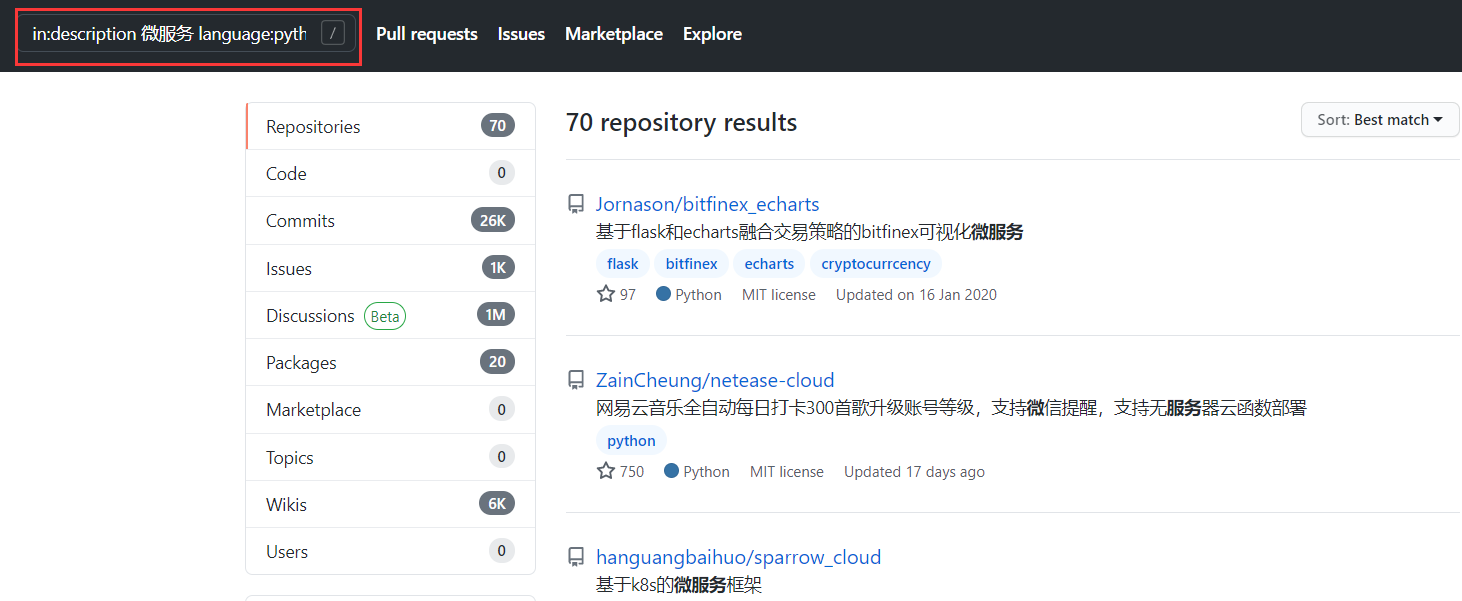 in:description 微服务 language:pyth / Pull requests Issues Marketplace Explore
Repositories 70
Code 0
Commits 26K
Issues 1K
Discussions Beta 1M
Packages 20
Marketplace 0
Topics 0
Wikis 6K
Users 0
70 repository results
Sort: Best match
Jornason/bitfinex_echarts
基于flask和echarts融合交易策略的bitfinex可视化微服务
flask bitfinex echarts cryptocurrcency
97 Python MIT license Updated on 16 Jan 2020
ZainCheung/netease-cloud
网易云音乐全自动每日打卡300首歌升级账号等级，支持微信提醒，支持无服务器云函数部署
python
750 Python MIT license Updated 17 days ago
hanguangbaihuo/sparrow_cloud
基于k8s的微服务框架